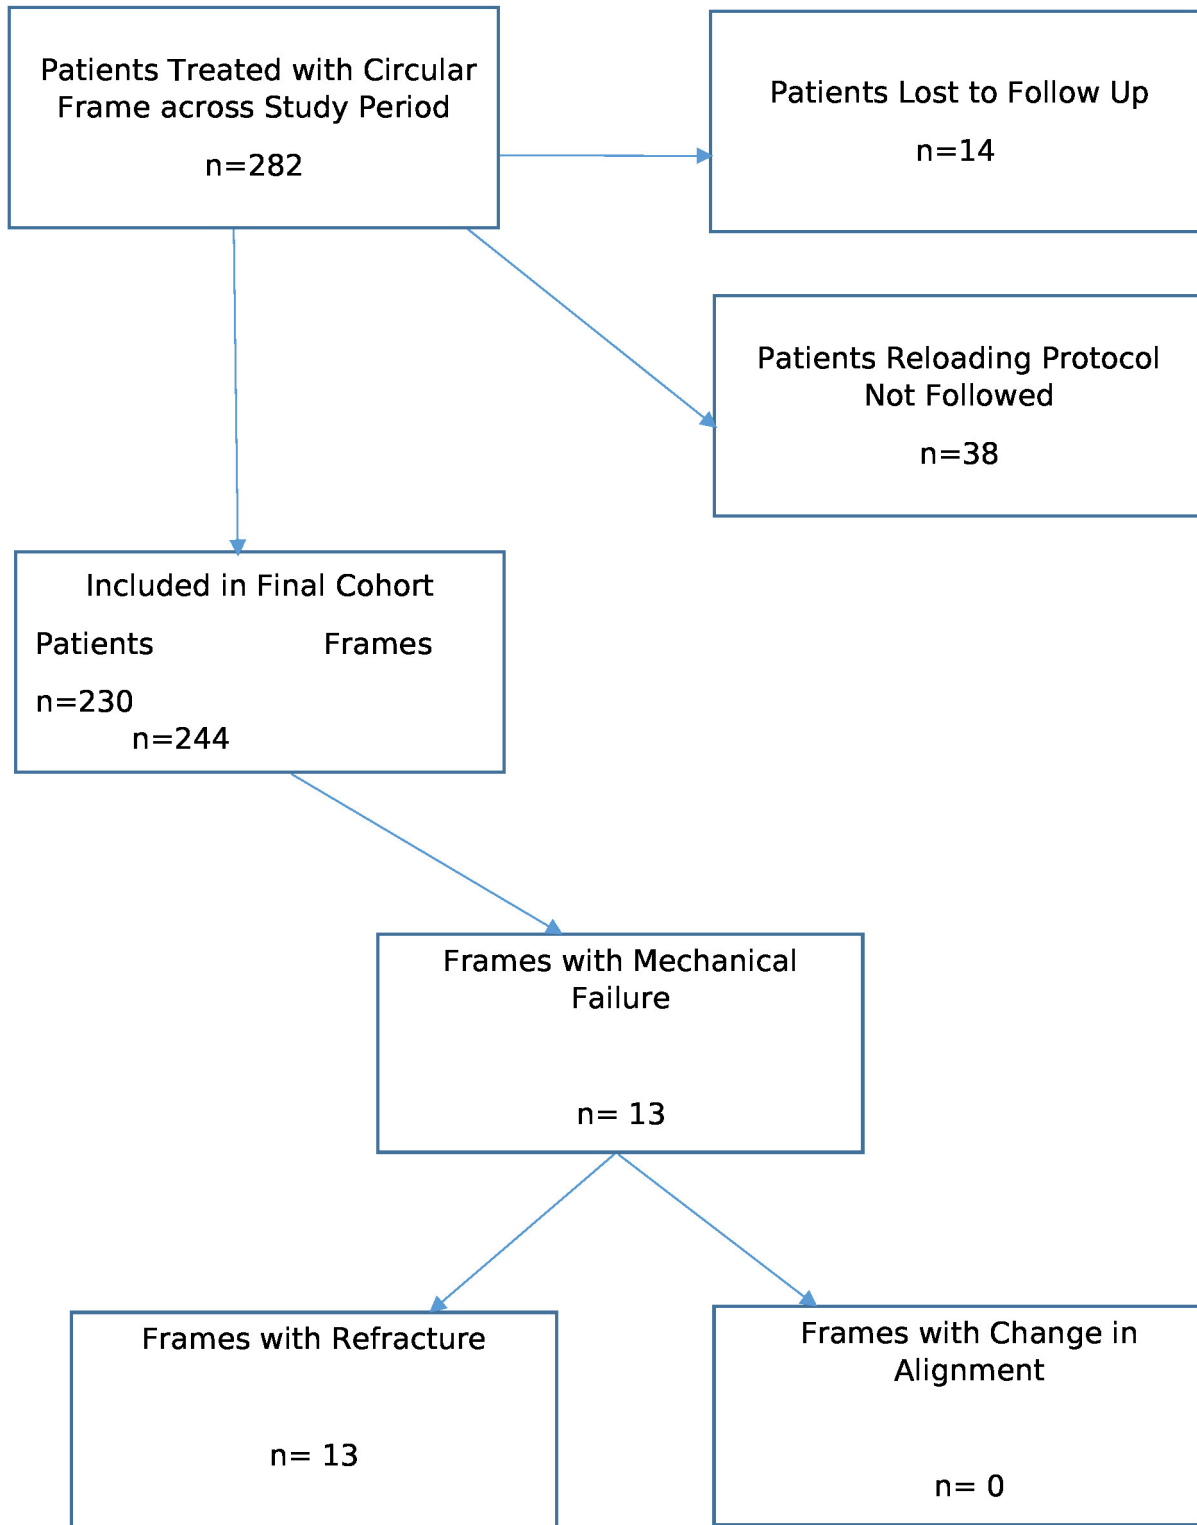 Patients Treated with Circular
Frame across Study Period
n=282
Patients Lost to Follow Up
n=14
Patients Reloading Protocol
Not Followed
n=38
Included in Final Cohort
Patients Frames
n=230
n=244
Frames with Mechanical
Failure
n= 13
Frames with Refracture
n= 13
Frames with Change in
Alignment
n= 0